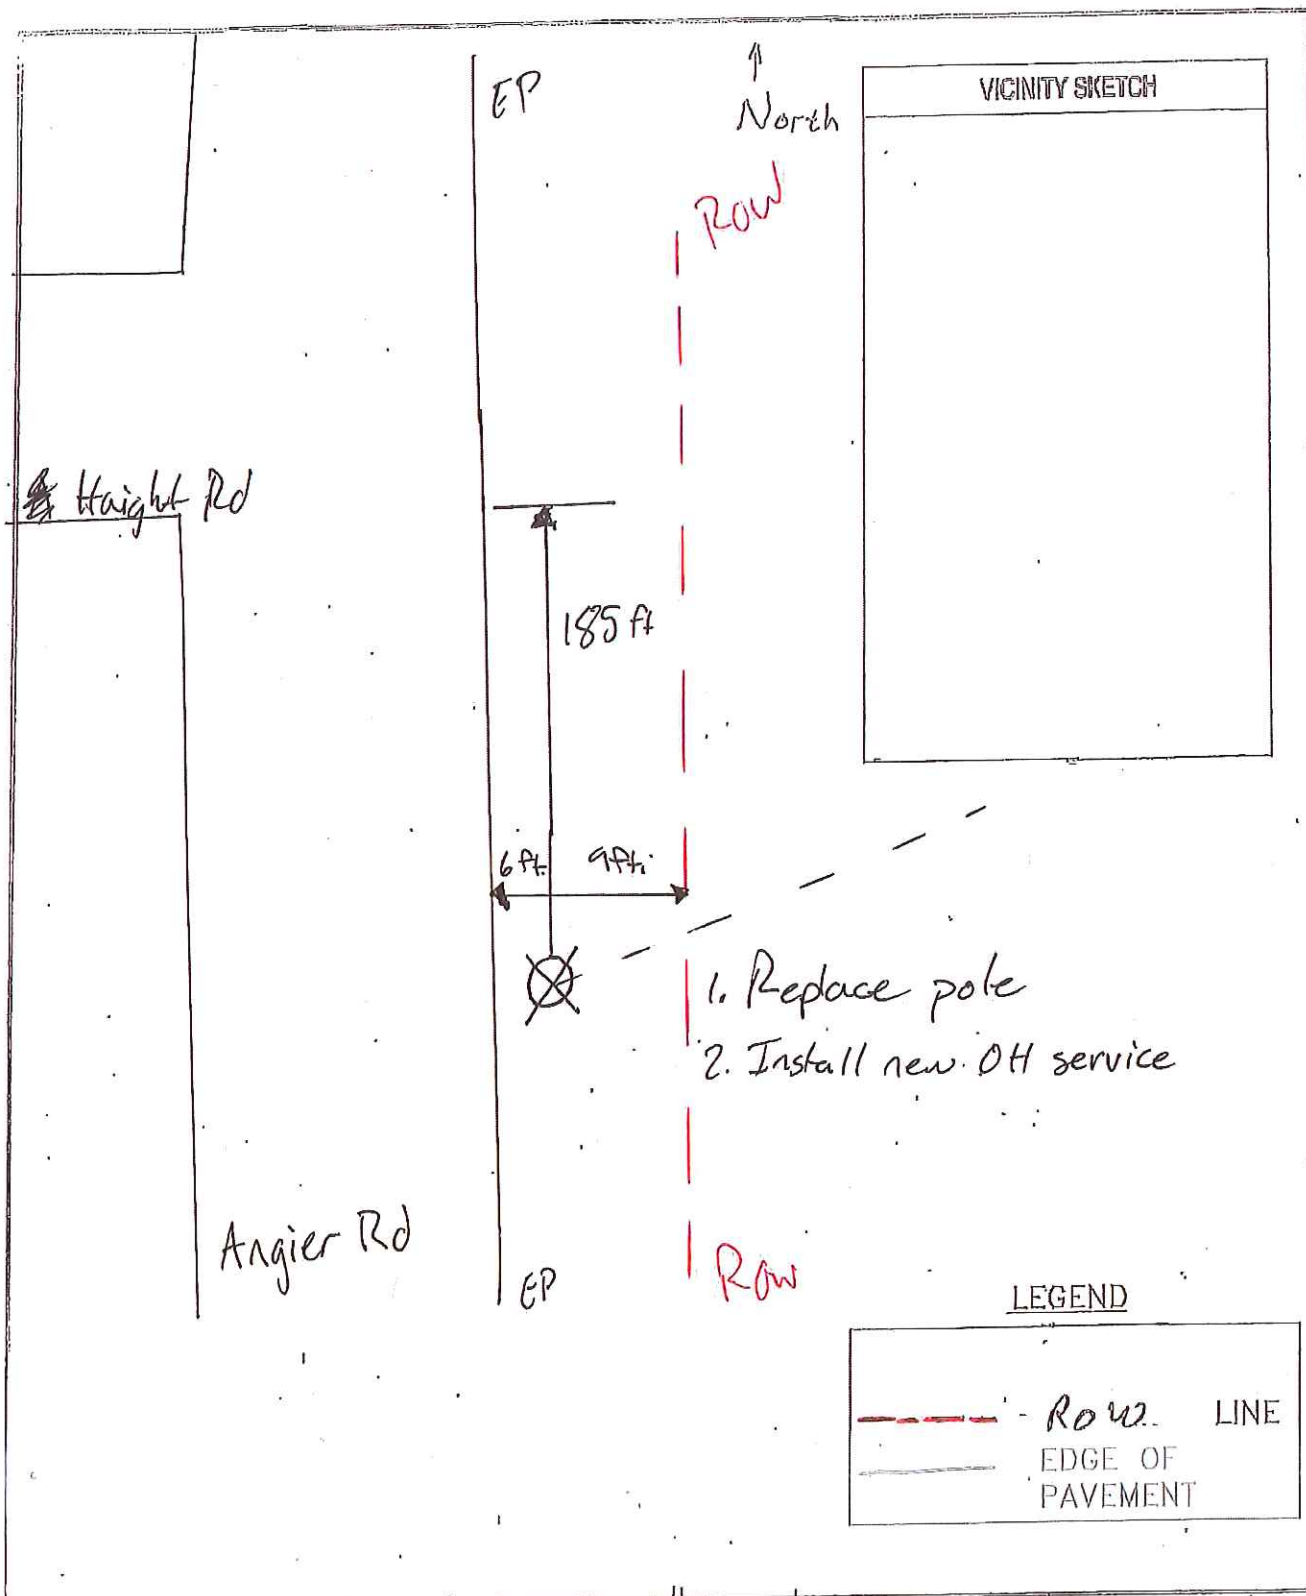 EP
North
VICINITY SKETCH
Row
Haight Rd
185 ft
6 ft.
9ft.
1. Replace pole
2. Install new OH service
Angier Rd
EP
Row
LEGEND
Row LINE
EDGE OF
PAVEMENT